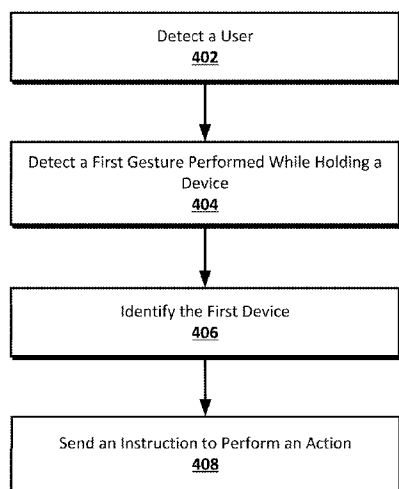 Detect a User
402
Detect a First Gesture Performed While Holding a
Device
404
Identify the First Device
406
Send an Instruction to Perform an Action
408